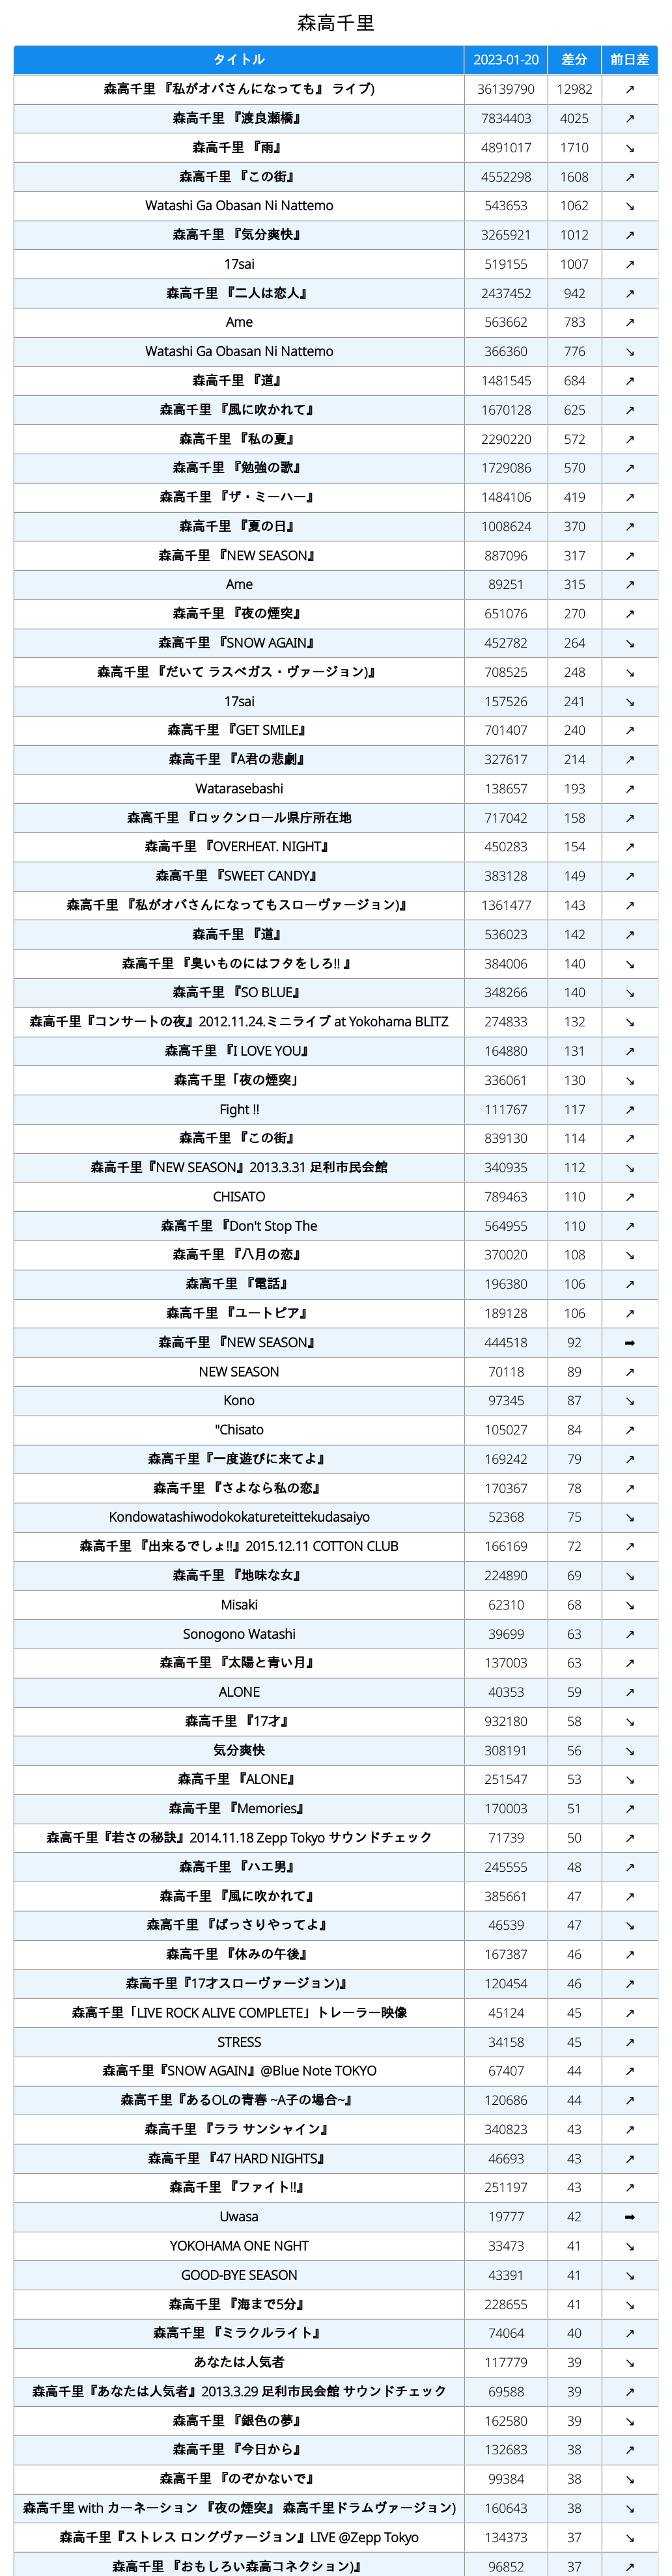 森高千里
タイトル 2023-01-20 差分 前日差
森高千里 『私がオバさんになっても』 ライブ) 36139790 12982 ↗
森高千里 『渡良瀬橋』 7834403 4025 ↗
森高千里 『雨』 4891017 1710 ↘
森高千里 『この街』 4552298 1608 ↗
Watashi Ga Obasan Ni Nattemo 543653 1062 ↘
森高千里 『気分爽快』 3265921 1012 ↗
17sai 519155 1007 ↗
森高千里 『二人は恋人』 2437452 942 ↗
Ame 563662 783 ↗
Watashi Ga Obasan Ni Nattemo 366360 776 ↘
森高千里 『道』 1481545 684 ↗
森高千里 『風に吹かれて』 1670128 625 ↗
森高千里 『私の夏』 2290220 572 ↗
森高千里 『勉強の歌』 1729086 570 ↗
森高千里 『ザ・ミーハー』 1484106 419 ↗
森高千里 『夏の日』 1008624 370 ↗
森高千里 『NEW SEASON』 887096 317 ↗
Ame 89251 315 ↗
森高千里 『夜の煙突』 651076 270 ↗
森高千里 『SNOW AGAIN』 452782 264 ↘
森高千里 『だいて ラスベガス・ヴァージョン)』 708525 248 ↘
17sai 157526 241 ↘
森高千里 『GET SMILE』 701407 240 ↗
森高千里 『A君の悲劇』 327617 214 ↗
Watarasebashi 138657 193 ↗
森高千里 『ロックンロール県庁所在地 717042 158 ↗
森高千里 『OVERHEAT. NIGHT』 450283 154 ↗
森高千里 『SWEET CANDY』 383128 149 ↗
森高千里 『私がオバさんになってもスローヴァージョン)』 1361477 143 ↗
森高千里 『道』 536023 142 ↗
森高千里 『臭いものにはフタをしろ!! 』 384006 140 ↘
森高千里 『SO BLUE』 348266 140 ↘
森高千里『コンサートの夜』2012.11.24.ミニライブ at Yokohama BLITZ 274833 132 ↘
森高千里 『I LOVE YOU』 164880 131 ↗
森高千里「夜の煙突」 336061 130 ↘
Fight !! 111767 117 ↗
森高千里 『この街』 839130 114 ↗
森高千里『NEW SEASON』2013.3.31 足利市民会館 340935 112 ↘
CHISATO 789463 110 ↗
森高千里 『Don't Stop The 564955 110 ↗
森高千里 『八月の恋』 370020 108 ↘
森高千里 『電話』 196380 106 ↗
森高千里 『ユートピア』 189128 106 ↗
森高千里 『NEW SEASON』 444518 92 ➡
NEW SEASON 70118 89 ↗
Kono 97345 87 ↘
"Chisato 105027 84 ↗
森高千里『一度遊びに来てよ』 169242 79 ↗
森高千里 『さよなら私の恋』 170367 78 ↗
Kondowatashiwodokokatureteittekudasaiyo 52368 75 ↘
森高千里 『出来るでしょ!!』2015.12.11 COTTON CLUB 166169 72 ↗
森高千里 『地味な女』 224890 69 ↘
Misaki 62310 68 ↘
Sonogono Watashi 39699 63 ↗
森高千里 『太陽と青い月』 137003 63 ↗
ALONE 40353 59 ↗
森高千里 『17才』 932180 58 ↘
気分爽快 308191 56 ↘
森高千里 『ALONE』 251547 53 ↘
森高千里 『Memories』 170003 51 ↗
森高千里『若さの秘訣』2014.11.18 Zepp Tokyo サウンドチェック 71739 50 ↗
森高千里 『ハエ男』 245555 48 ↗
森高千里 『風に吹かれて』 385661 47 ↗
森高千里 『ばっさりやってよ』 46539 47 ↘
森高千里 『休みの午後』 167387 46 ↗
森高千里『17才スローヴァージョン)』 120454 46 ↗
森高千里「LIVE ROCK ALIVE COMPLETE」トレーラー映像 45124 45 ↗
STRESS 34158 45 ↗
森高千里『SNOW AGAIN』@Blue Note TOKYO 67407 44 ↗
森高千里『あるOLの青春 ~A子の場合~』 120686 44 ↗
森高千里 『ララ サンシャイン』 340823 43 ↗
森高千里 『47 HARD NIGHTS』 46693 43 ↗
森高千里 『ファイト!!』 251197 43 ↗
Uwasa 19777 42 ➡
YOKOHAMA ONE NGHT 33473 41 ↘
GOOD-BYE SEASON 43391 41 ↘
森高千里 『海まで5分』 228655 41 ↘
森高千里 『ミラクルライト』 74064 40 ↗
あなたは人気者 117779 39 ↘
森高千里『あなたは人気者』2013.3.29 足利市民会館 サウンドチェック 69588 39 ↗
森高千里 『銀色の夢』 162580 39 ↘
森高千里 『今日から』 132683 38 ↗
森高千里 『のぞかないで』 99384 38 ↘
森高千里 with カーネーション 『夜の煙突』 森高千里ドラムヴァージョン) 160643 38 ↘
森高千里『ストレス ロングヴァージョン』LIVE @Zepp Tokyo 134373 37 ↘
森高千里 『おもしろい森高コネクション)』 96852 37 ↗